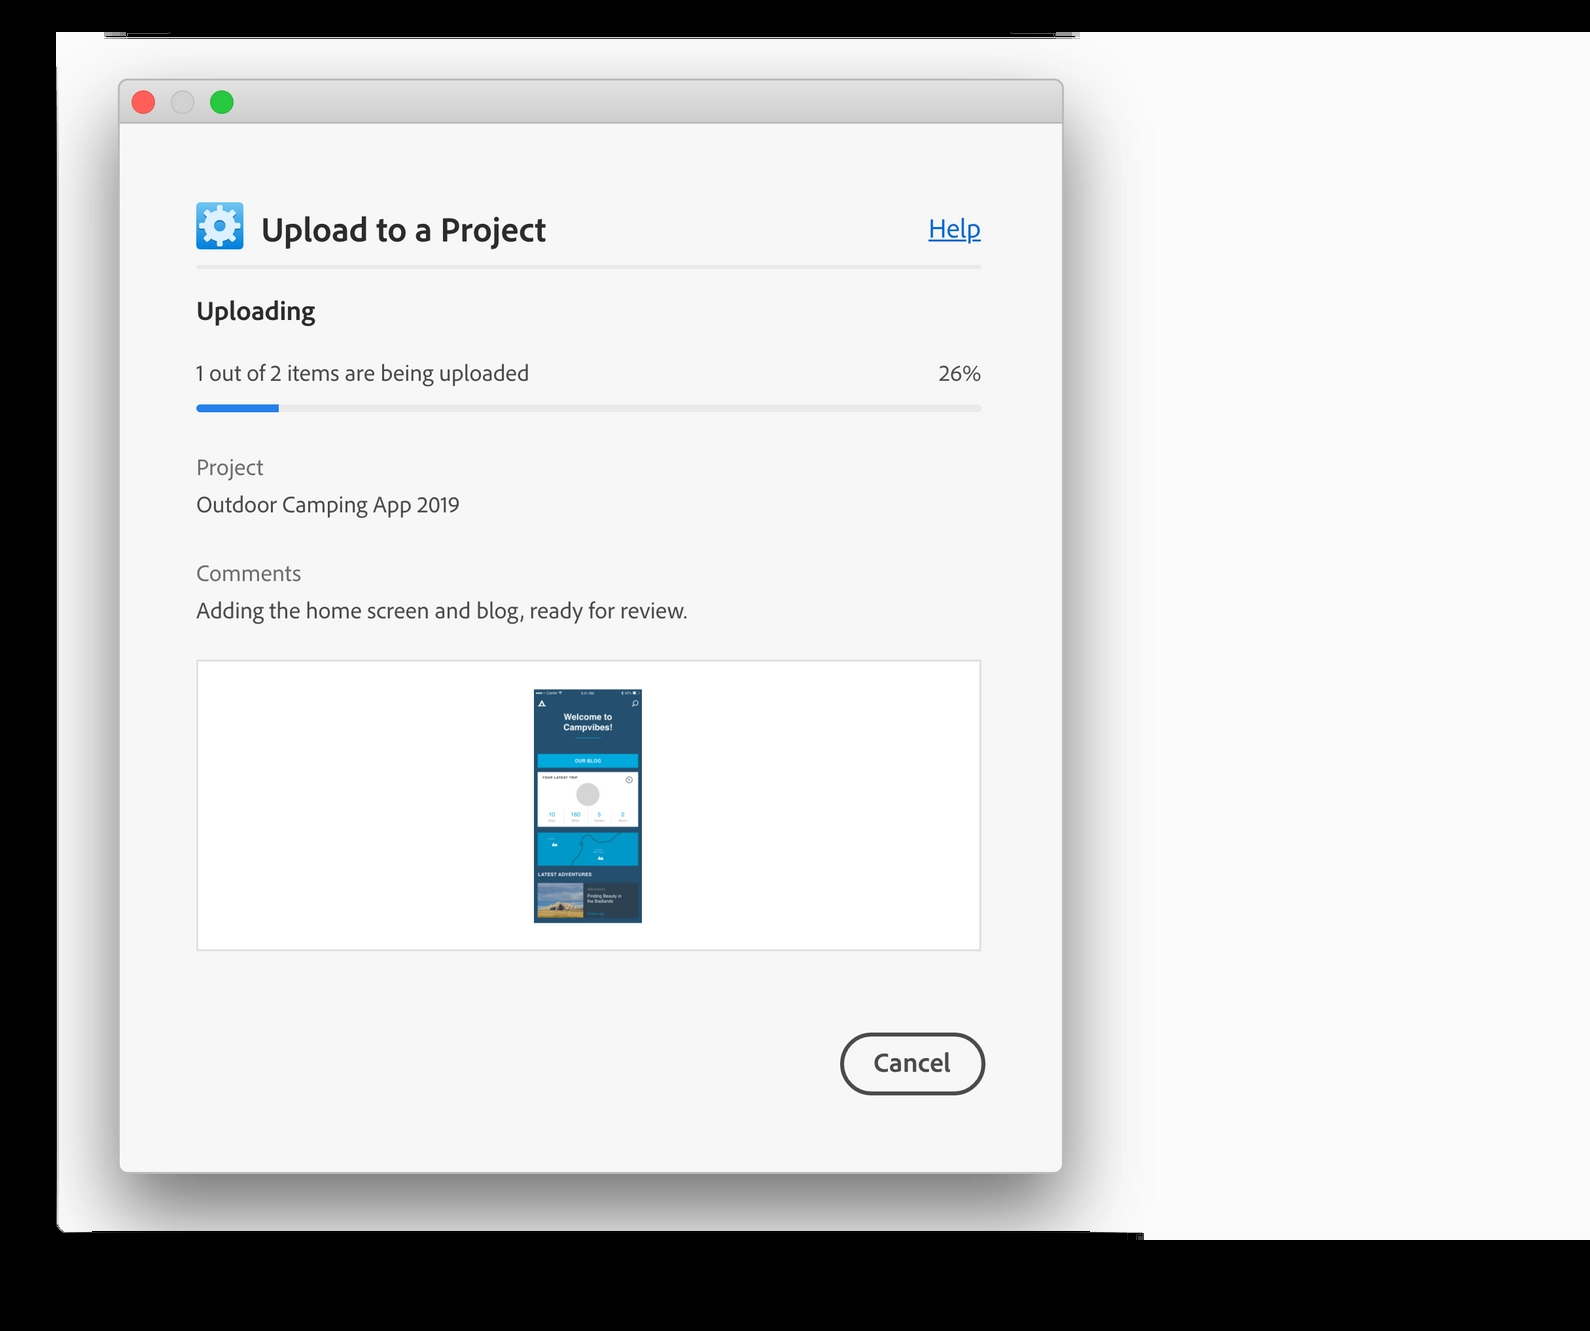 Upload to a Project
Help
Uploading
1 out of 2 items are being uploaded
26%
Project
Outdoor Camping App 2019
Comments
Adding the home screen and blog, ready for review.
Welcome to
Campvibes!
OUR BLOG
YOUR LATEST TRIP
10 160 5 2
LATEST ADVENTURES
Finding Beauty in
the Badlands
Cancel